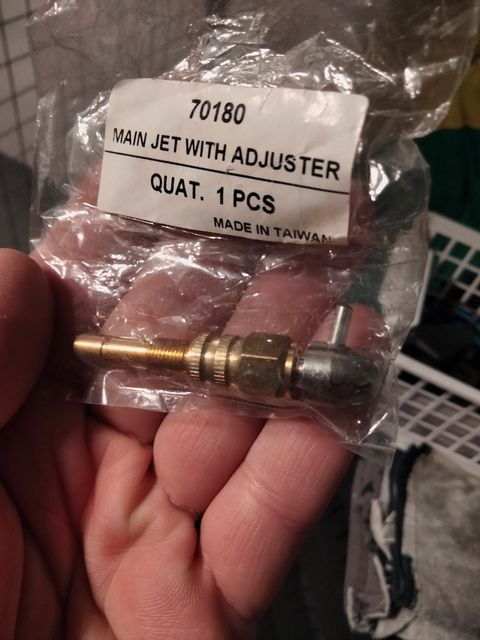 70180
MAIN JET WITH ADJUSTER
QUAT. 1 PCS
MADE IN TAIWAN